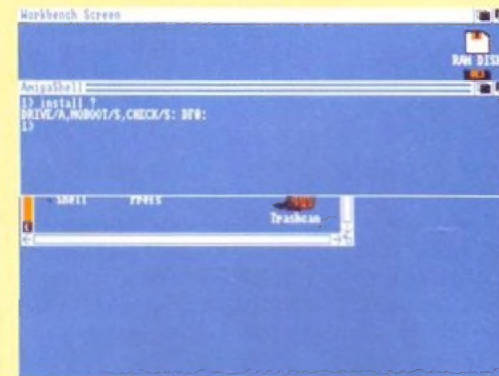 Workbench Screen
RAM DISK
AmigaShell
1> install ?
DRIVE/A,NOBOOT/S,CHECK/S: DF0:
1>
Shell Prefs
Trashcan